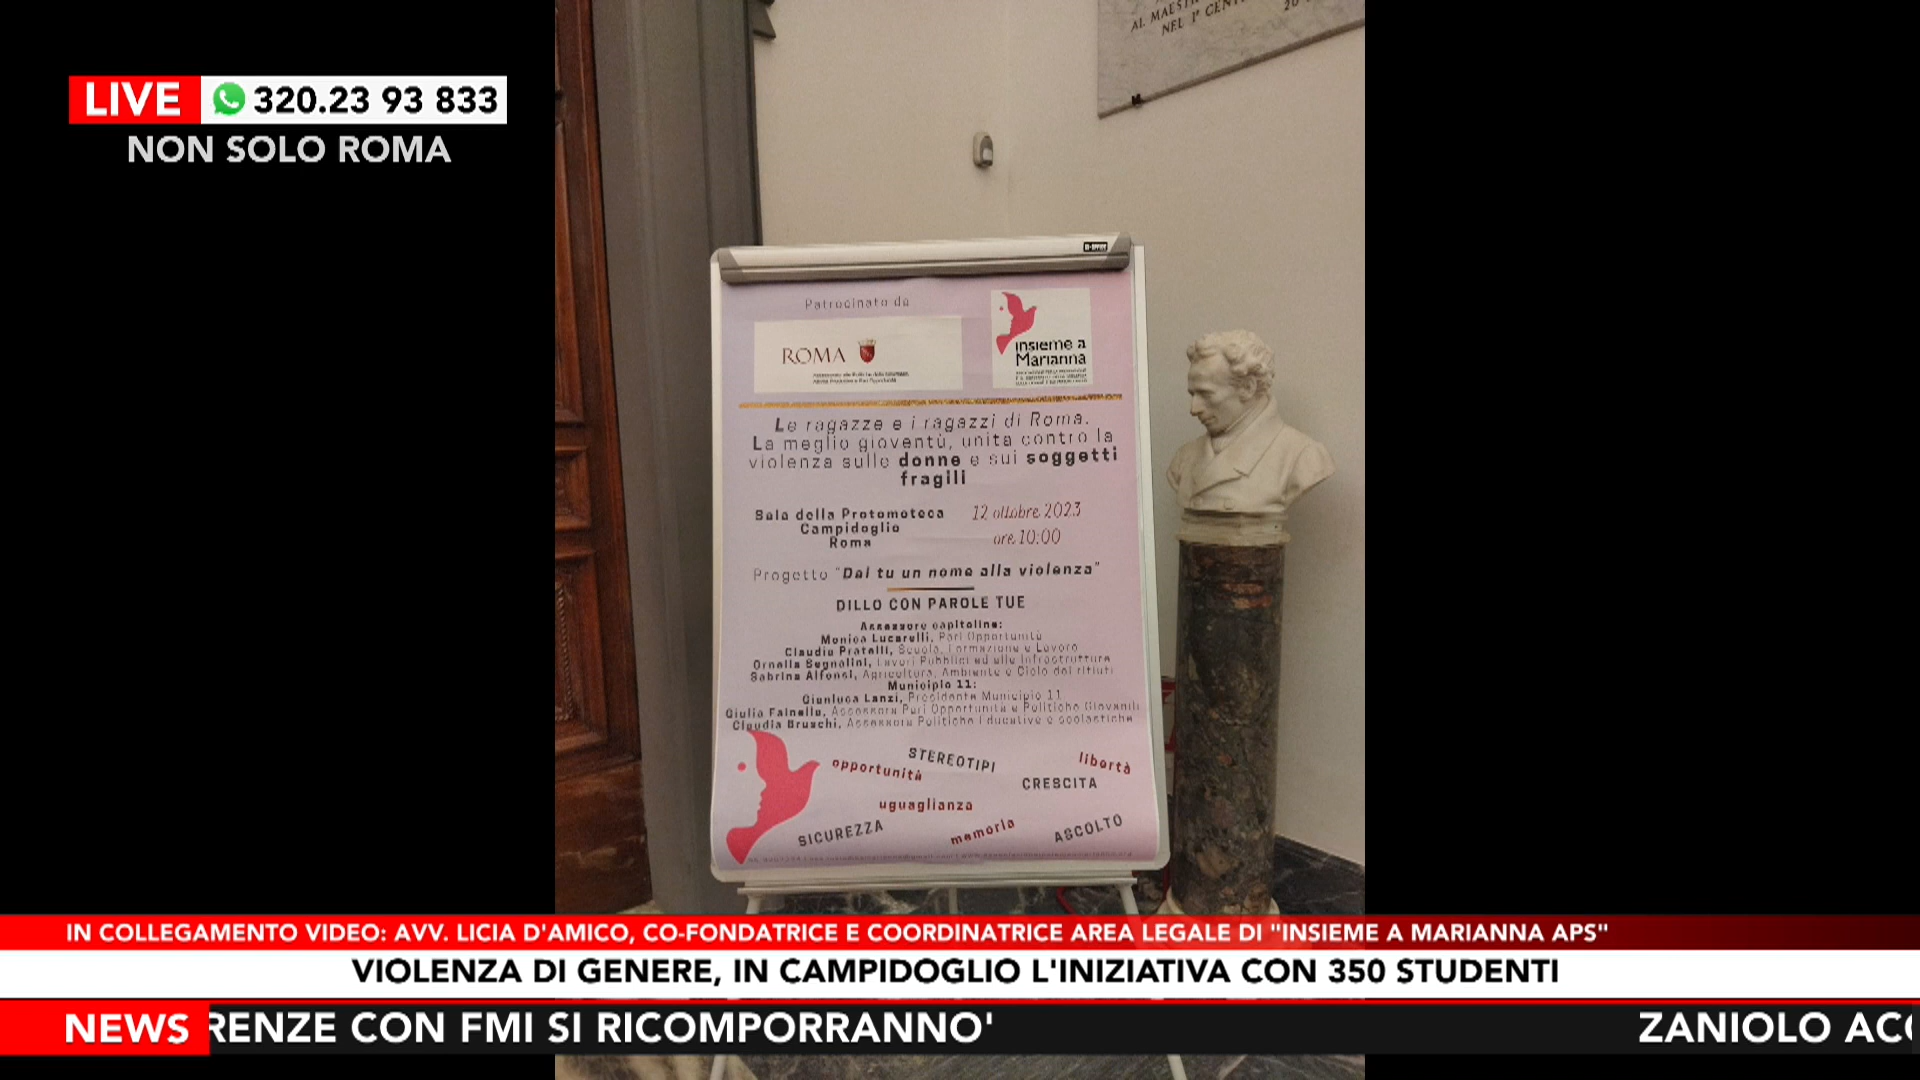 LIVE 320.23 93 833
NON SOLO ROMA
AL MAEST
NEL 1° CENT
Patrocinato da
ROMA
insieme a
Marianna
Le ragazze e i ragazzi di Roma.
La meglio gioventù, unita contro la
violenza sulle donne e sui soggetti
fragili
Sala della Protomoteca
Campidoglio
Roma
12 ottobre 2023
ore 10:00
Progetto "Dai tu un nome alla violenza"
DILLO CON PAROLE TUE
Assessore capitoline:
Monica Lucarelli, Pari Opportunità
Claudia Pratelli, Scuola, Formazione e Lavoro
Ornella Segnalini, Lavori Pubblici ed alle Infrastrutture
Sabrina Alfonsi, Agricoltura, Ambiente e Ciclo dei rifiuti
Municipio 11:
Gianluca Lanzi, Presidente Municipio 11
Giulia Fainella, Assessora Pari Opportunità e Politiche Giovanili
Claudia Bruschi, Assessora Politiche Educative e scolastiche
opportunità
STEREOTIPI
libertà
CRESCITA
uguaglianza
SICUREZZA
memoria
ASCOLTO
IN COLLEGAMENTO VIDEO: AVV. LICIA D'AMICO, CO-FONDATRICE E COORDINATRICE AREA LEGALE DI "INSIEME A MARIANNA APS"
VIOLENZA DI GENERE, IN CAMPIDOGLIO L'INIZIATIVA CON 350 STUDENTI
NEWS RENZE CON FMI SI RICOMPORRANNO' ZANIOLO ACC